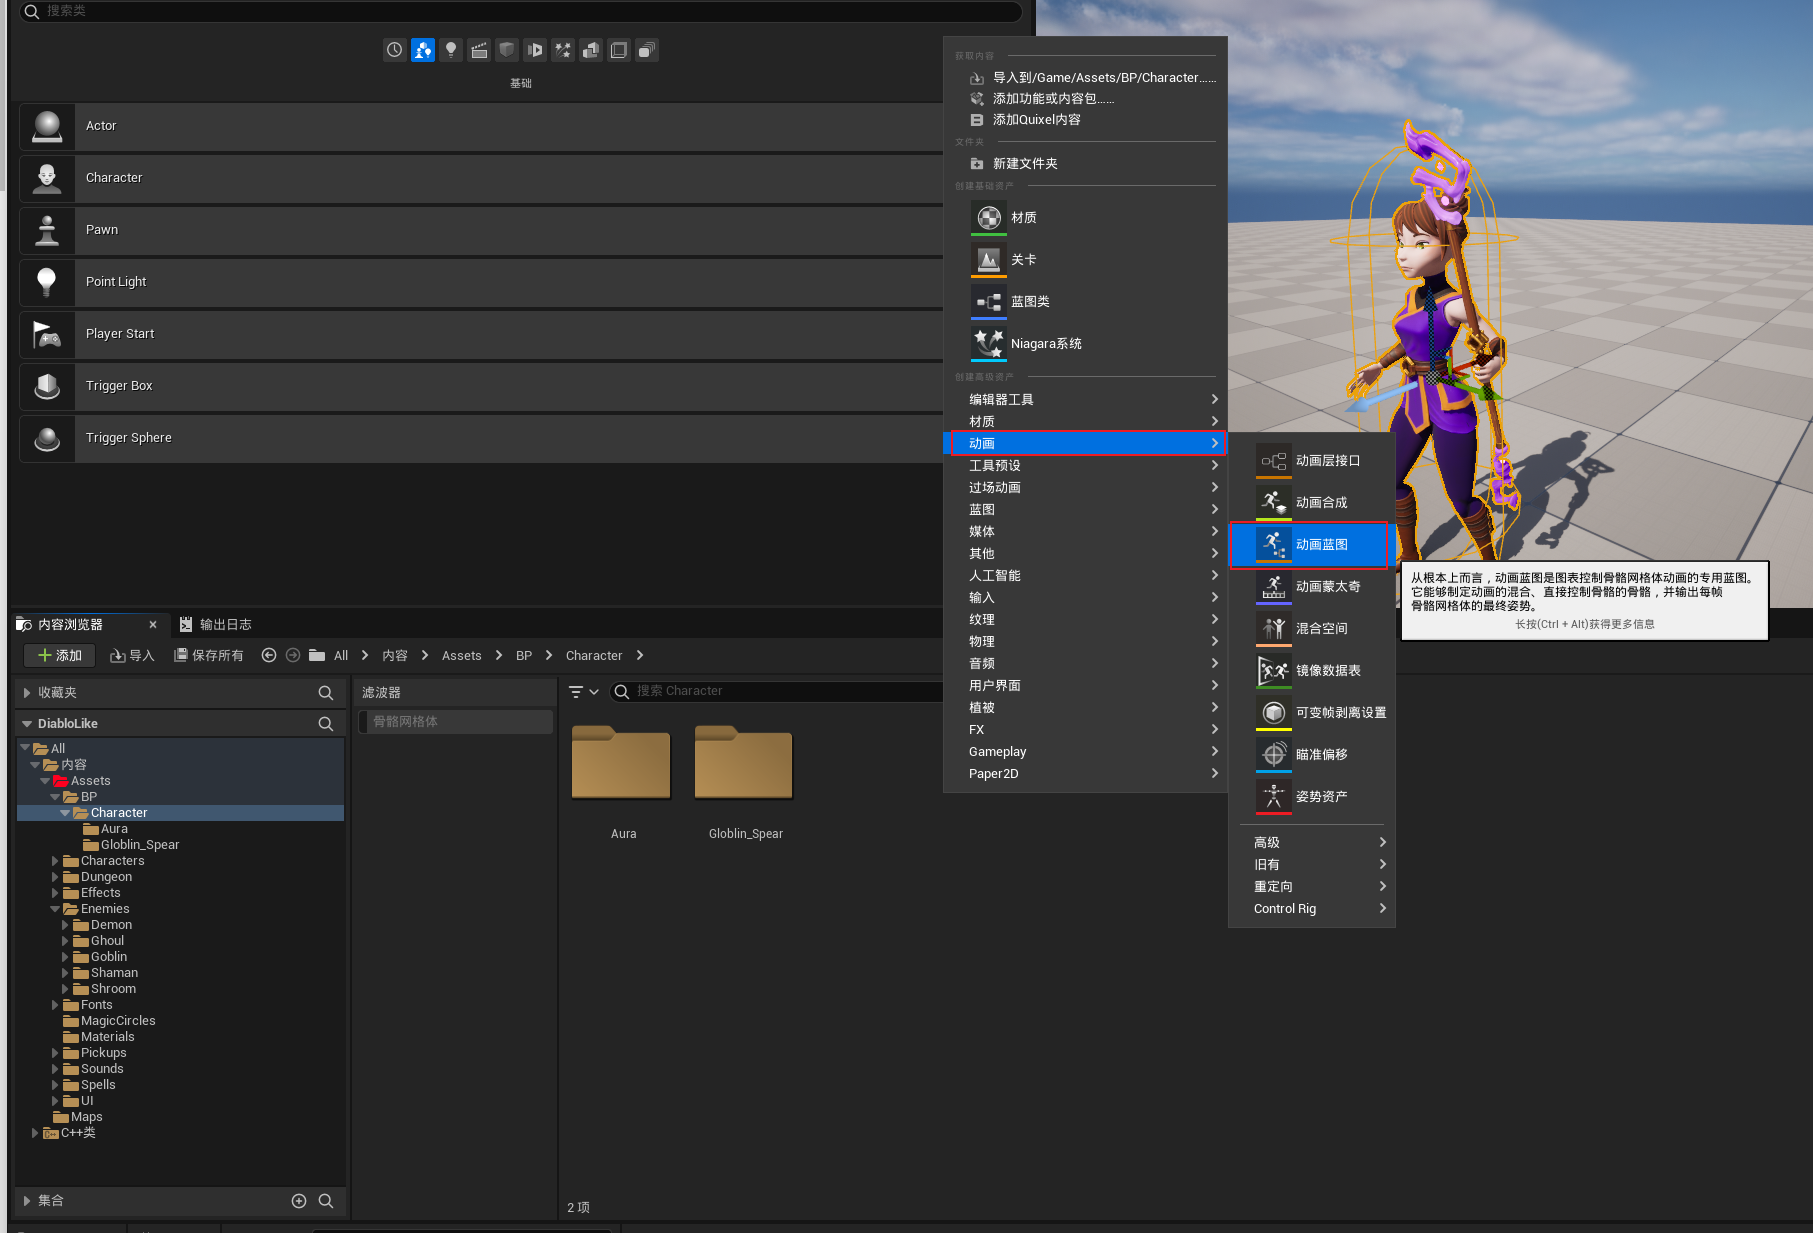 搜索类
基础
Actor
Character
Pawn
Point Light
Player Start
Trigger Box
Trigger Sphere
获取内容
导入到/Game/Assets/BP/Character……
添加功能或内容包……
添加Quixel内容
文件夹
新建文件夹
创建基础资产
材质
关卡
蓝图类
Niagara系统
创建高级资产
编辑器工具
材质
动画
工具预设
过场动画
蓝图
媒体
其他
人工智能
输入
纹理
物理
音频
用户界面
植被
FX
Gameplay
Paper2D
动画层接口
动画合成
动画蓝图
动画蒙太奇
混合空间
镜像数据表
可变帧剥离设置
瞄准偏移
姿势资产
高级
旧有
重定向
Control Rig
从根本上而言，动画蓝图是图表控制骨骼网格体动画的专用蓝图。
它能够制定动画的混合、直接控制骨骼的骨骼，并输出每帧
骨骼网格体的最终姿势。
长按(Ctrl + Alt)获得更多信息
内容浏览器
输出日志
添加 导入 保存所有 All 内容 Assets BP Character
收藏夹
DiabloLike
All
内容
Assets
BP
Character
Aura
Globlin_Spear
Characters
Dungeon
Effects
Enemies
Demon
Ghoul
Goblin
Shaman
Shroom
Fonts
MagicCircles
Materials
Pickups
Sounds
Spells
UI
Maps
C++类
集合
滤波器
骨骼网格体
搜索 Character
Aura
Globlin_Spear
2 项